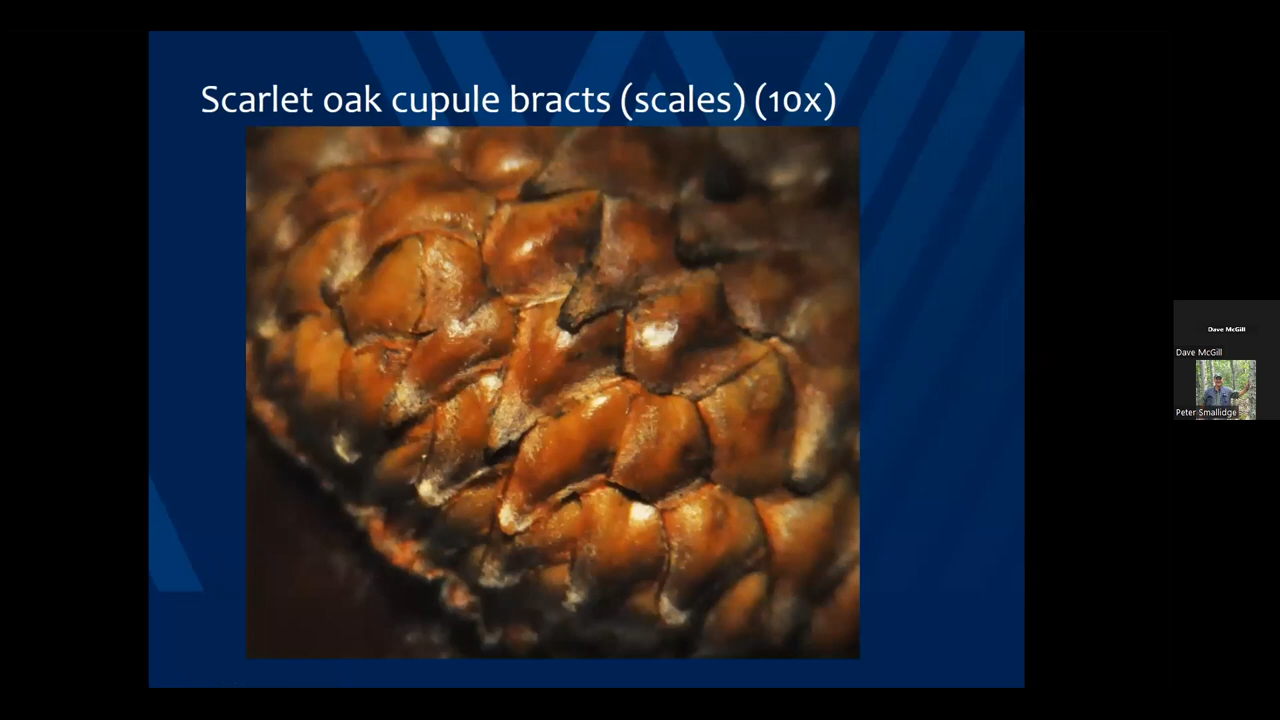 Scarlet oak cupule bracts (scales) (10x)
Dave McGill
Dave McGill
Peter Smallidge